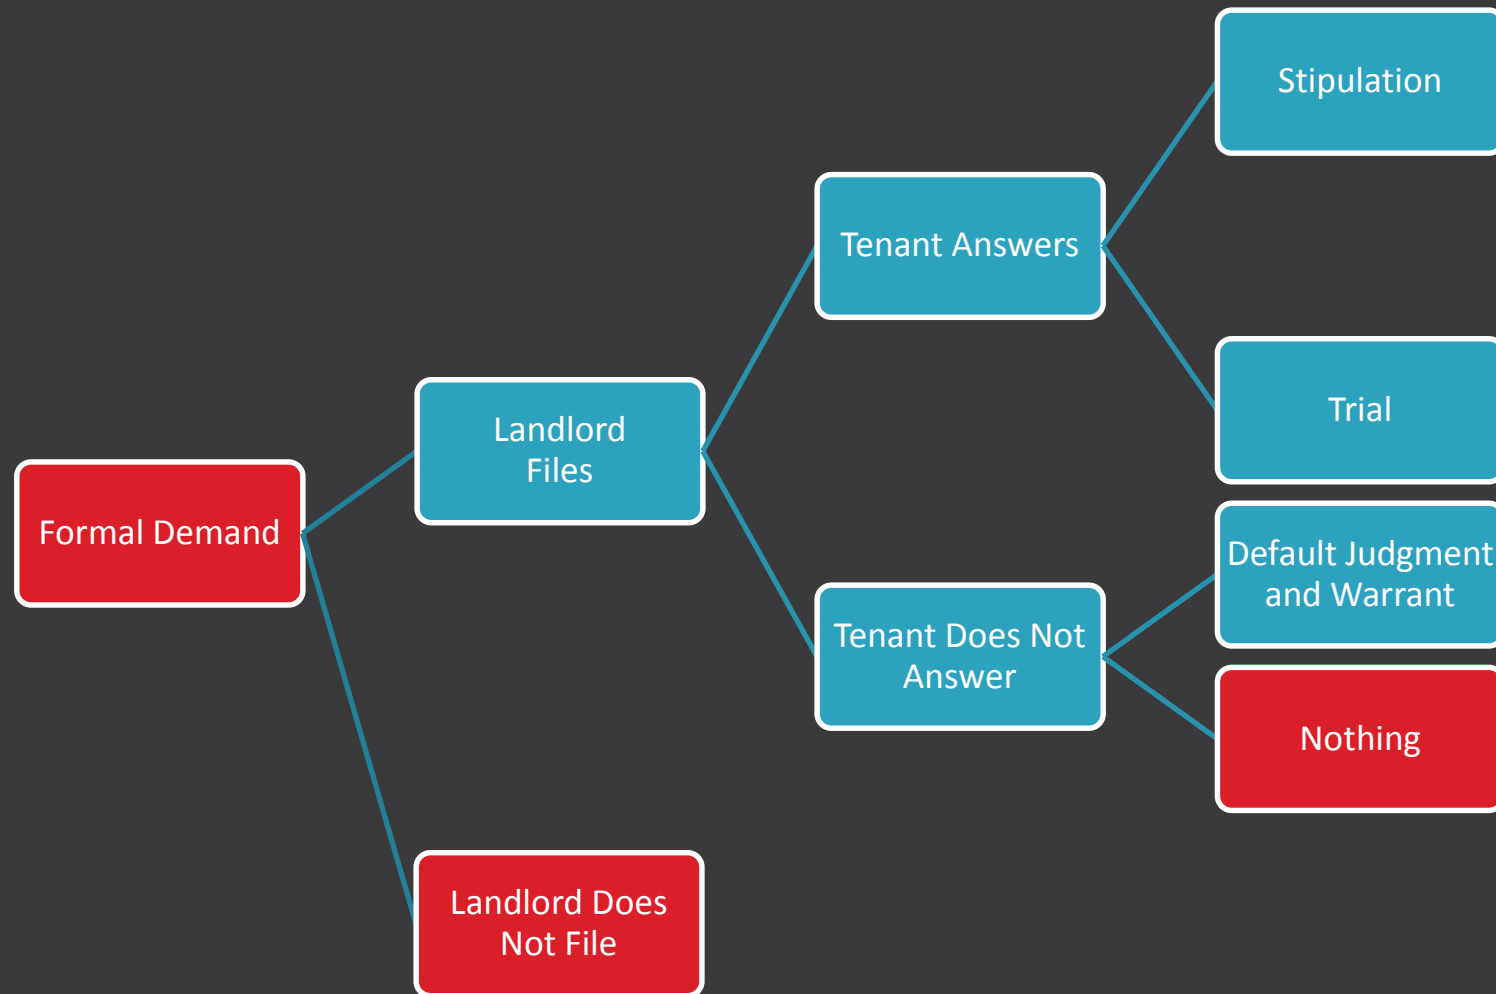 Formal Demand
Landlord
Files
Landlord Does
Not File
Tenant Answers
Tenant Does Not
Answer
Stipulation
Trial
Default Judgment
and Warrant
Nothing